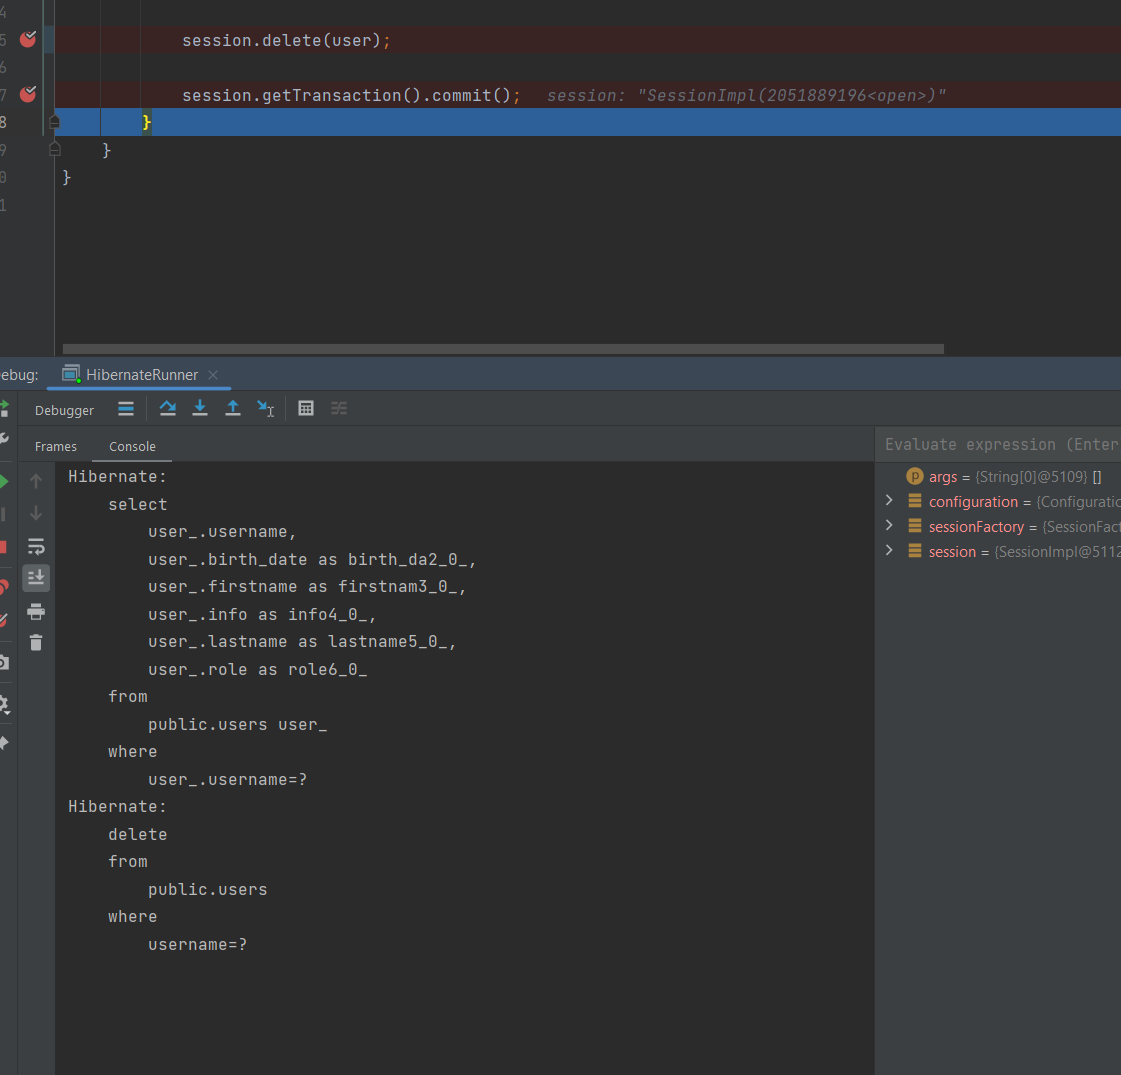 4
5 session.delete(user);
6
7 session.getTransaction().commit(); session: "SessionImpl(2051889196<open>)"
8 }
9 }
0 }
1
ebug: HibernateRunner
Debugger
Frames Console
Evaluate expression (Enter
Hibernate:
select
user_.username,
user_.birth_date as birth_da2_0_,
user_.firstname as firstnam3_0_,
user_.info as info4_0_,
user_.lastname as lastname5_0_,
user_.role as role6_0_
from
public.users user_
where
user_.username=?
Hibernate:
delete
from
public.users
where
username=?
p args = {String[0]@5109} []
configuration = {Configuratio
sessionFactory = {SessionFact
session = {SessionImpl@5112